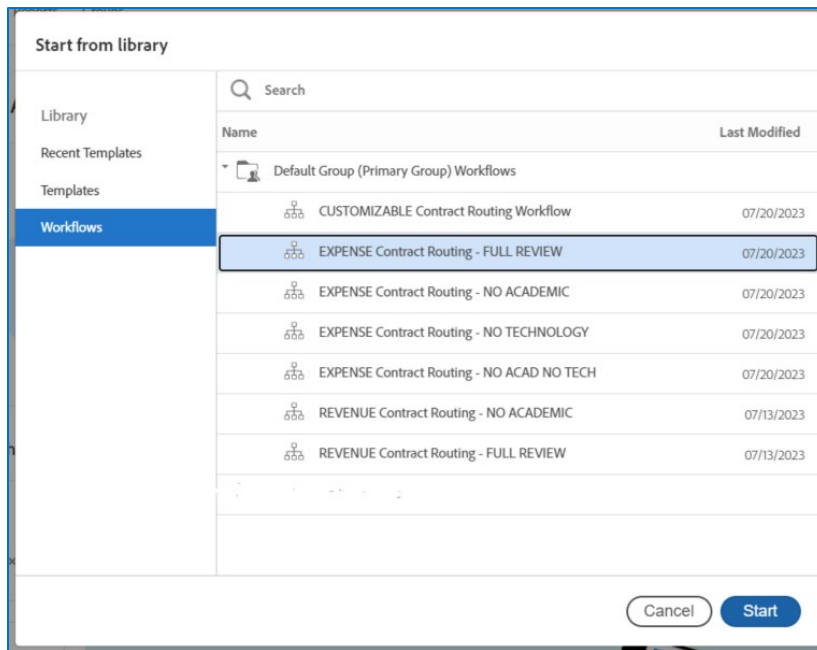 Start from library
Library
Recent Templates
Templates
Workflows
Search
Name Last Modified
Default Group (Primary Group) Workflows
CUSTOMIZABLE Contract Routing Workflow 07/20/2023
EXPENSE Contract Routing - FULL REVIEW 07/20/2023
EXPENSE Contract Routing - NO ACADEMIC 07/20/2023
EXPENSE Contract Routing - NO TECHNOLOGY 07/20/2023
EXPENSE Contract Routing - NO ACAD NO TECH 07/20/2023
REVENUE Contract Routing - NO ACADEMIC 07/13/2023
REVENUE Contract Routing - FULL REVIEW 07/13/2023
Cancel Start